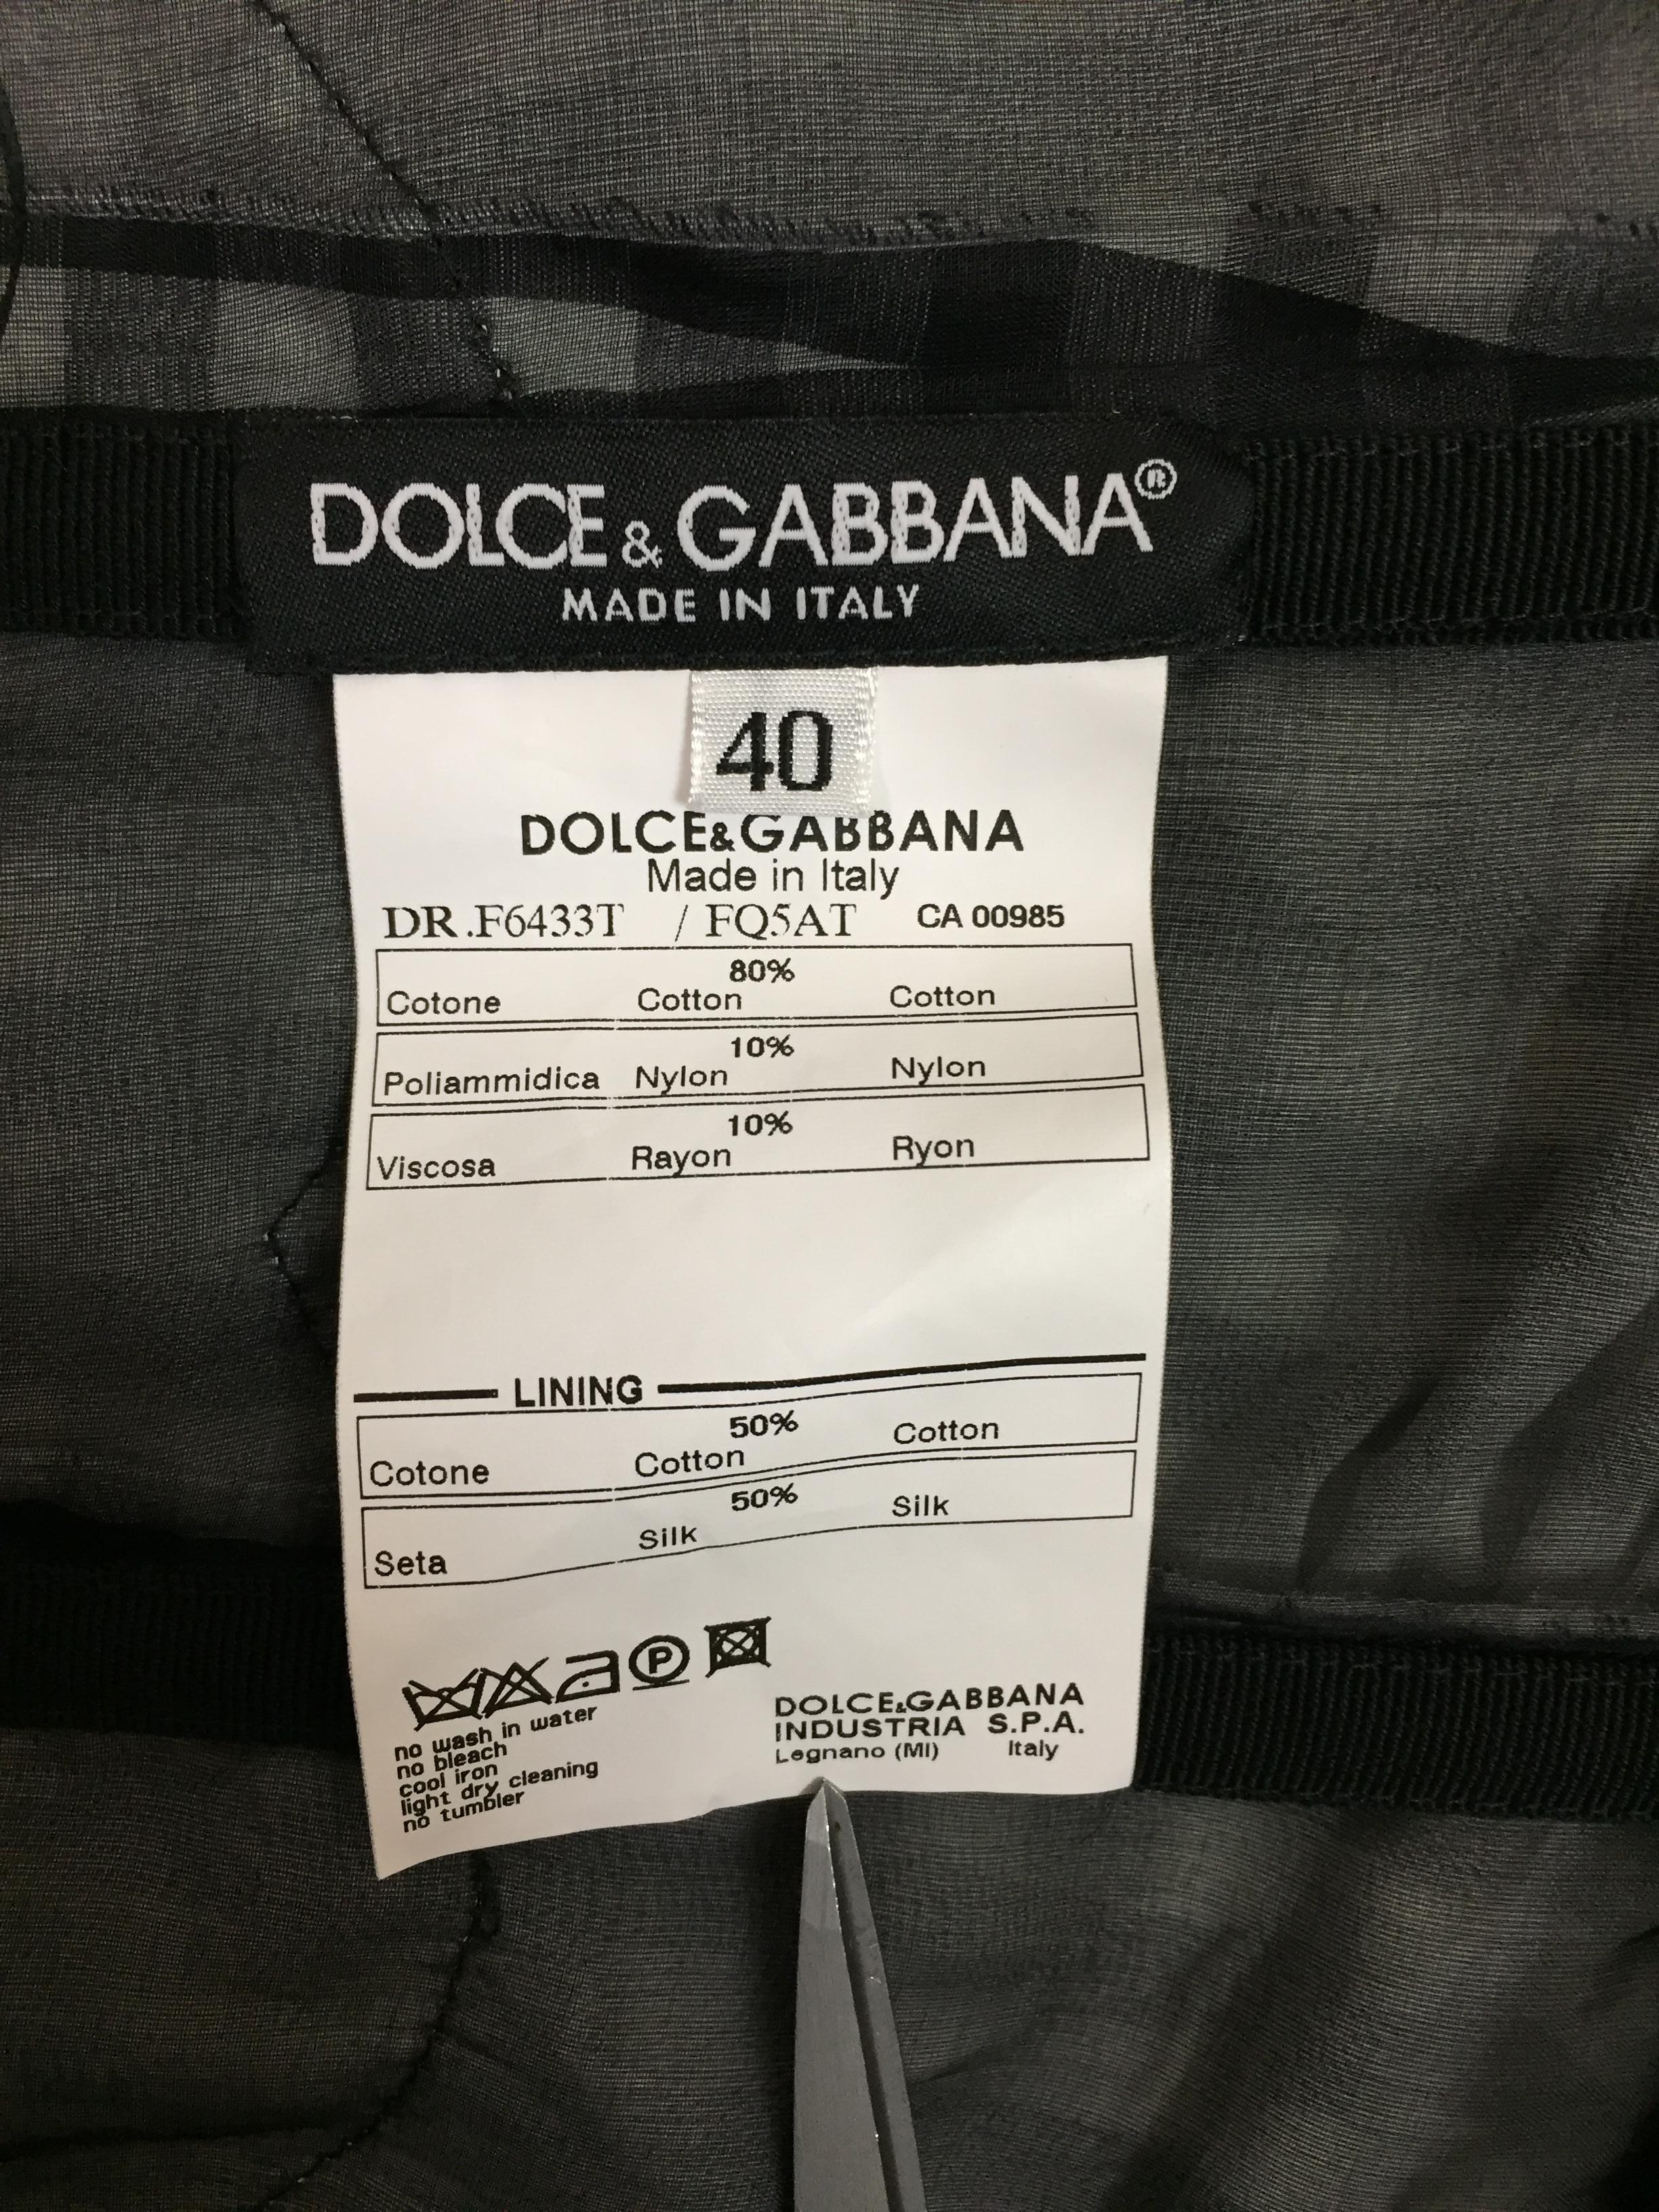 DOLCE & GABBANA®
MADE IN ITALY
40
DOLCE&GABBANA
Made in Italy
DR.F6433T / FQ5AT CA 00985
80%
Cotone Cotton Cotton
10%
Poliammidica Nylon Nylon
10%
Viscosa Rayon Ryon
LINING
50%
Cotone Cotton Cotton
50%
Seta Silk Silk
P
no wash in water
no bleach
cool iron
light dry cleaning
no tumbler
DOLCE&GABBANA
INDUSTRIA S.P.A.
Legnano (MI) Italy